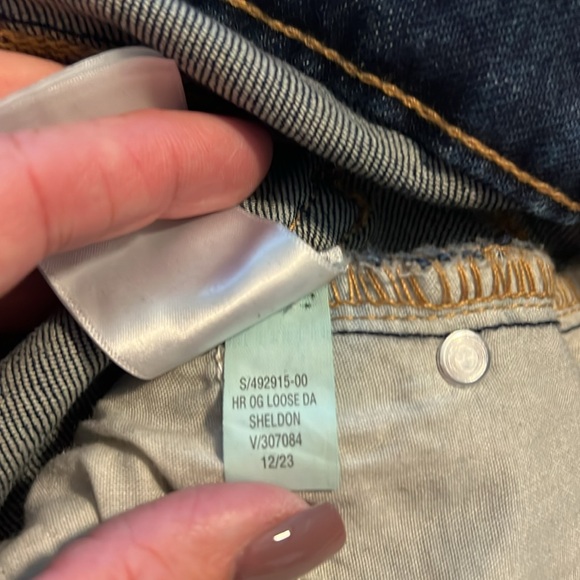 S/492915-00
HR OG LOOSE DA
SHELDON
V/307084
12/23